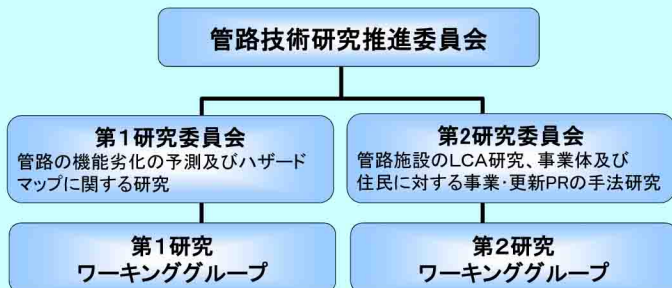 管路技術研究推進委員会
第1研究委員会
管路の機能劣化の予測及びハザード
マップに関する研究
第2研究委員会
管路施設のLCA研究、事業体及び
住民に対する事業・更新PRの手法研究
第1研究
ワーキンググループ
第2研究
ワーキンググループ